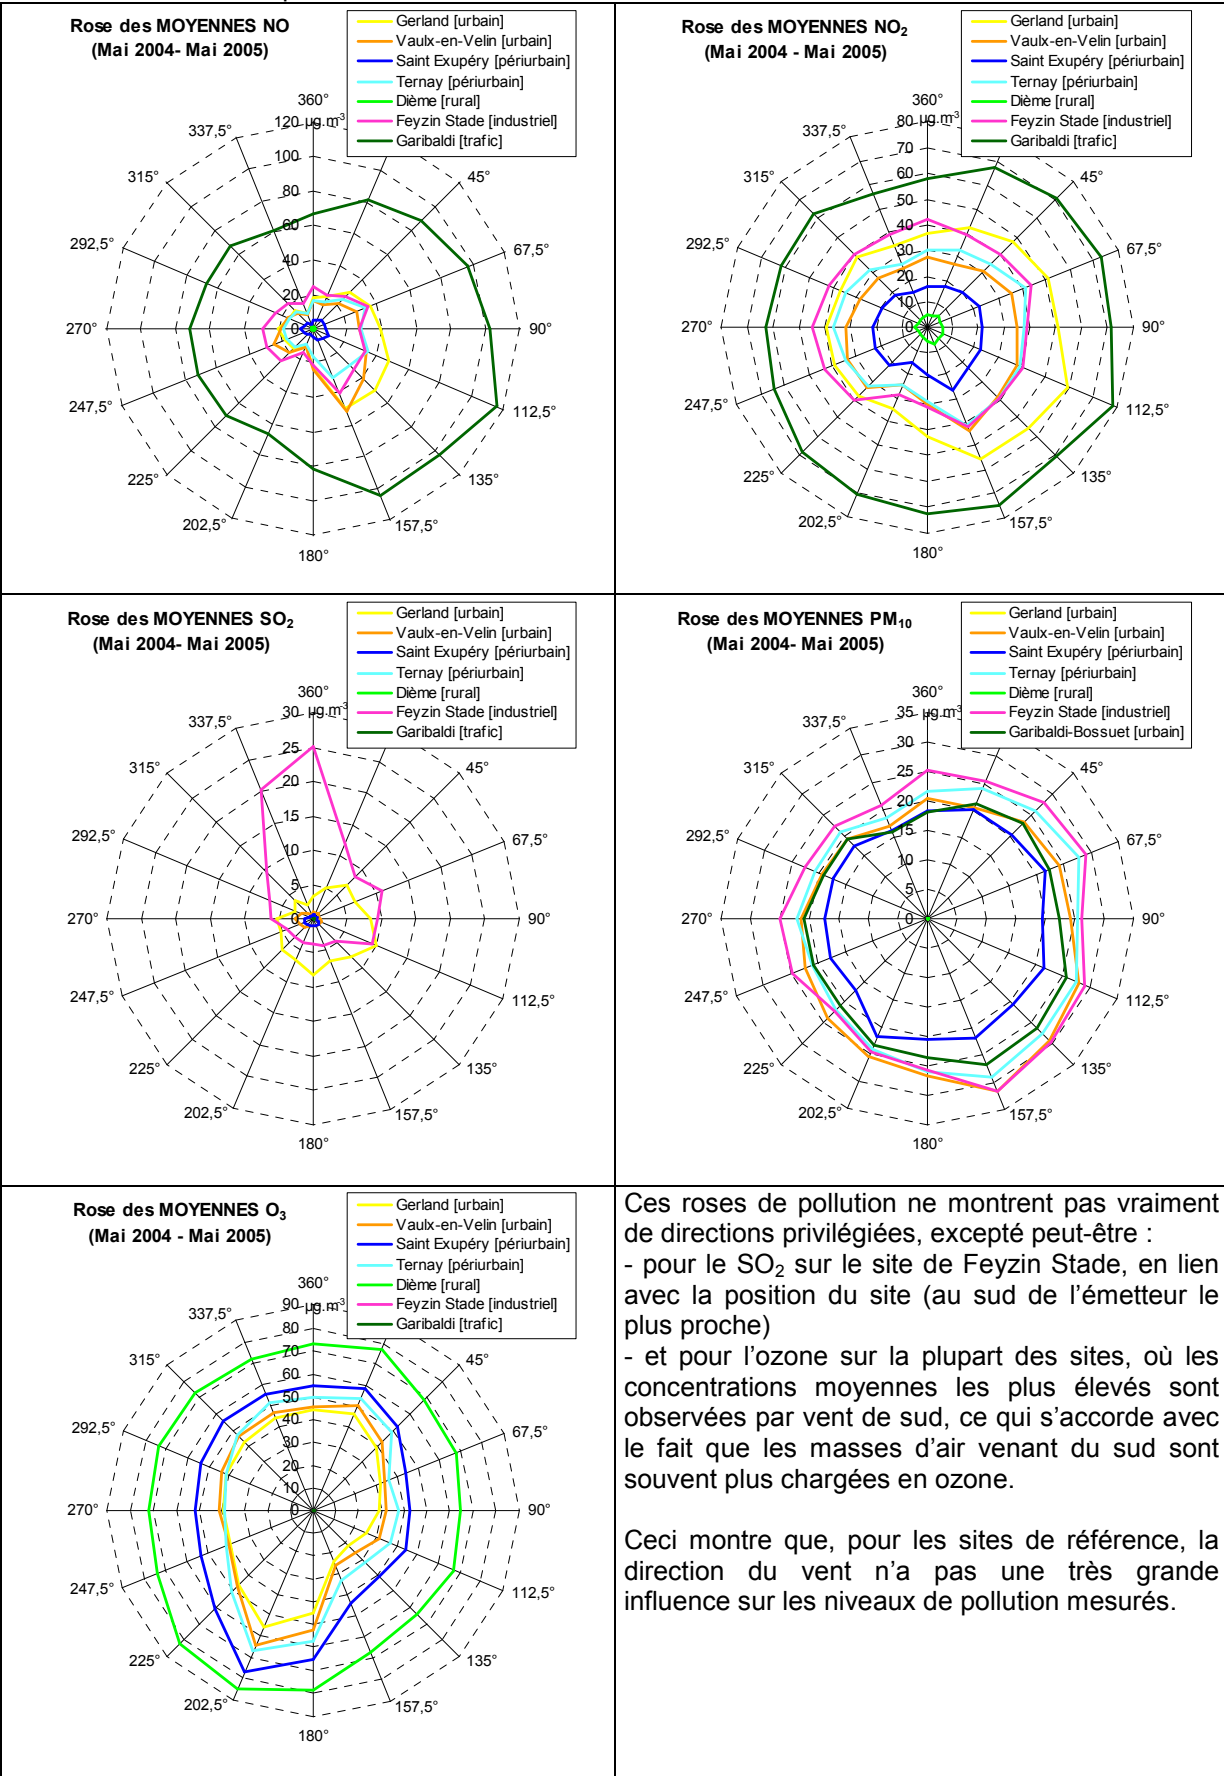 Rose des MOYENNES NO
(Mai 2004- Mai 2005)
Gerland [urbain]
Vaulx-en-Velin [urbain]
Saint Exupéry [périurbain]
Ternay [périurbain]
Dième [rural]
Feyzin Stade [industriel]
Garibaldi [trafic]
360°
µg.m-3
120
100
80
60
40
20
0
45°
67,5°
90°
112,5°
135°
157,5°
180°
202,5°
225°
247,5°
270°
292,5°
315°
337,5°
Rose des MOYENNES NO2
(Mai 2004 - Mai 2005)
Gerland [urbain]
Vaulx-en-Velin [urbain]
Saint Exupéry [périurbain]
Ternay [périurbain]
Dième [rural]
Feyzin Stade [industriel]
Garibaldi [trafic]
360°
µg.m-3
80
70
60
50
40
30
20
10
0
45°
67,5°
90°
112,5°
135°
157,5°
180°
202,5°
225°
247,5°
270°
292,5°
315°
337,5°
Rose des MOYENNES SO2
(Mai 2004- Mai 2005)
Gerland [urbain]
Vaulx-en-Velin [urbain]
Saint Exupéry [périurbain]
Ternay [périurbain]
Dième [rural]
Feyzin Stade [industriel]
Garibaldi [trafic]
360°
µg.m-3
30
25
20
15
10
5
0
45°
67,5°
90°
112,5°
135°
157,5°
180°
202,5°
225°
247,5°
270°
292,5°
315°
337,5°
Rose des MOYENNES PM10
(Mai 2004- Mai 2005)
Gerland [urbain]
Vaulx-en-Velin [urbain]
Saint Exupéry [périurbain]
Ternay [périurbain]
Dième [rural]
Feyzin Stade [industriel]
Garibaldi-Bossuet [urbain]
360°
µg.m-3
35
30
25
20
15
10
5
0
45°
67,5°
90°
112,5°
135°
157,5°
180°
202,5°
225°
247,5°
270°
292,5°
315°
337,5°
Rose des MOYENNES O3
(Mai 2004 - Mai 2005)
Gerland [urbain]
Vaulx-en-Velin [urbain]
Saint Exupéry [périurbain]
Ternay [périurbain]
Dième [rural]
Feyzin Stade [industriel]
Garibaldi [trafic]
360°
µg.m-3
90
80
70
60
50
40
30
20
10
0
45°
67,5°
90°
112,5°
135°
157,5°
180°
202,5°
225°
247,5°
270°
292,5°
315°
337,5°
Ces roses de pollution ne montrent pas vraiment
de directions privilégiées, excepté peut-être :
- pour le SO2 sur le site de Feyzin Stade, en lien
avec la position du site (au sud de l’émetteur le
plus proche)
- et pour l’ozone sur la plupart des sites, où les
concentrations moyennes les plus élevés sont
observées par vent de sud, ce qui s’accorde avec
le fait que les masses d’air venant du sud sont
souvent plus chargées en ozone.
Ceci montre que, pour les sites de référence, la
direction du vent n’a pas une très grande
influence sur les niveaux de pollution mesurés.